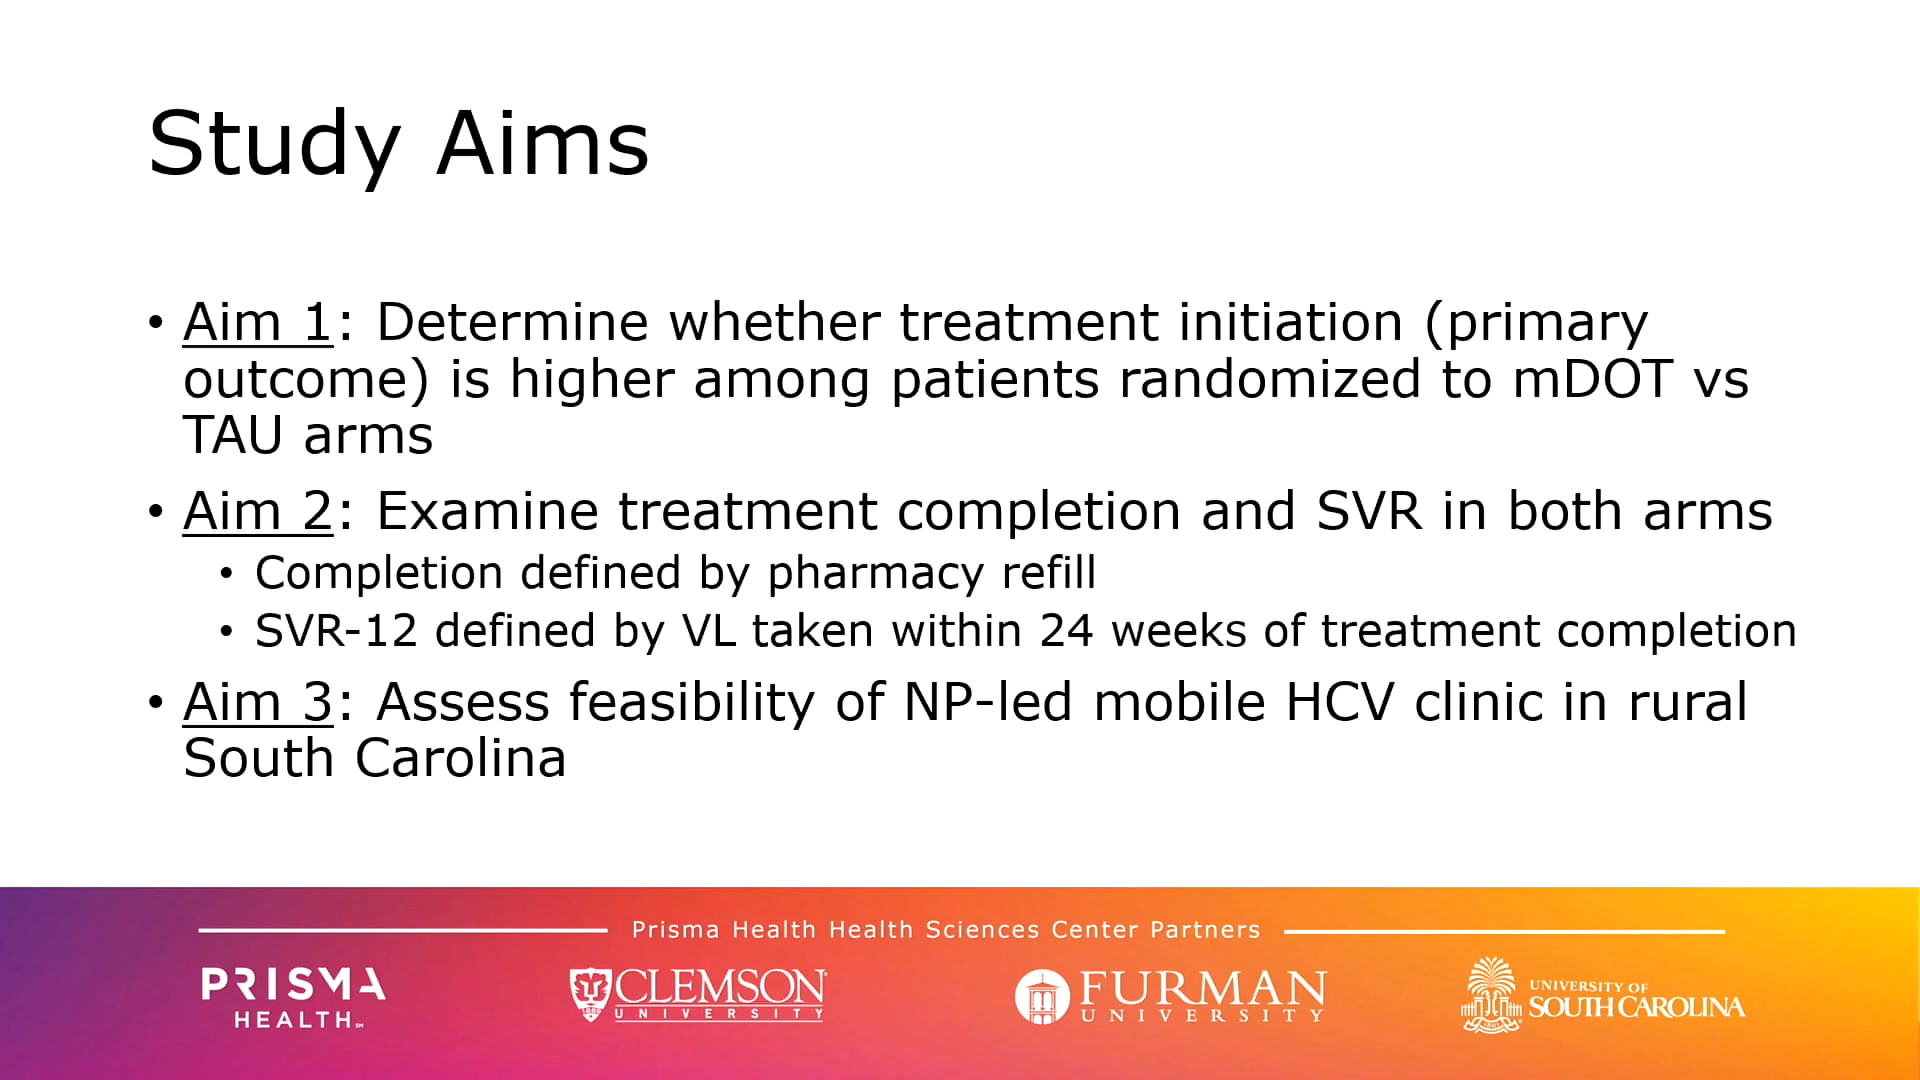 Study Aims
• Aim 1: Determine whether treatment initiation (primary
outcome) is higher among patients randomized to mDOT vs
TAU arms
• Aim 2: Examine treatment completion and SVR in both arms
• Completion defined by pharmacy refill
• SVR-12 defined by VL taken within 24 weeks of treatment completion
• Aim 3: Assess feasibility of NP-led mobile HCV clinic in rural
South Carolina
Prisma Health Health Sciences Center Partners
PRISMA
HEALTH℠
CLEMSON
UNIVERSITY
FURMAN
UNIVERSITY
UNIVERSITY OF
SOUTH CAROLINA